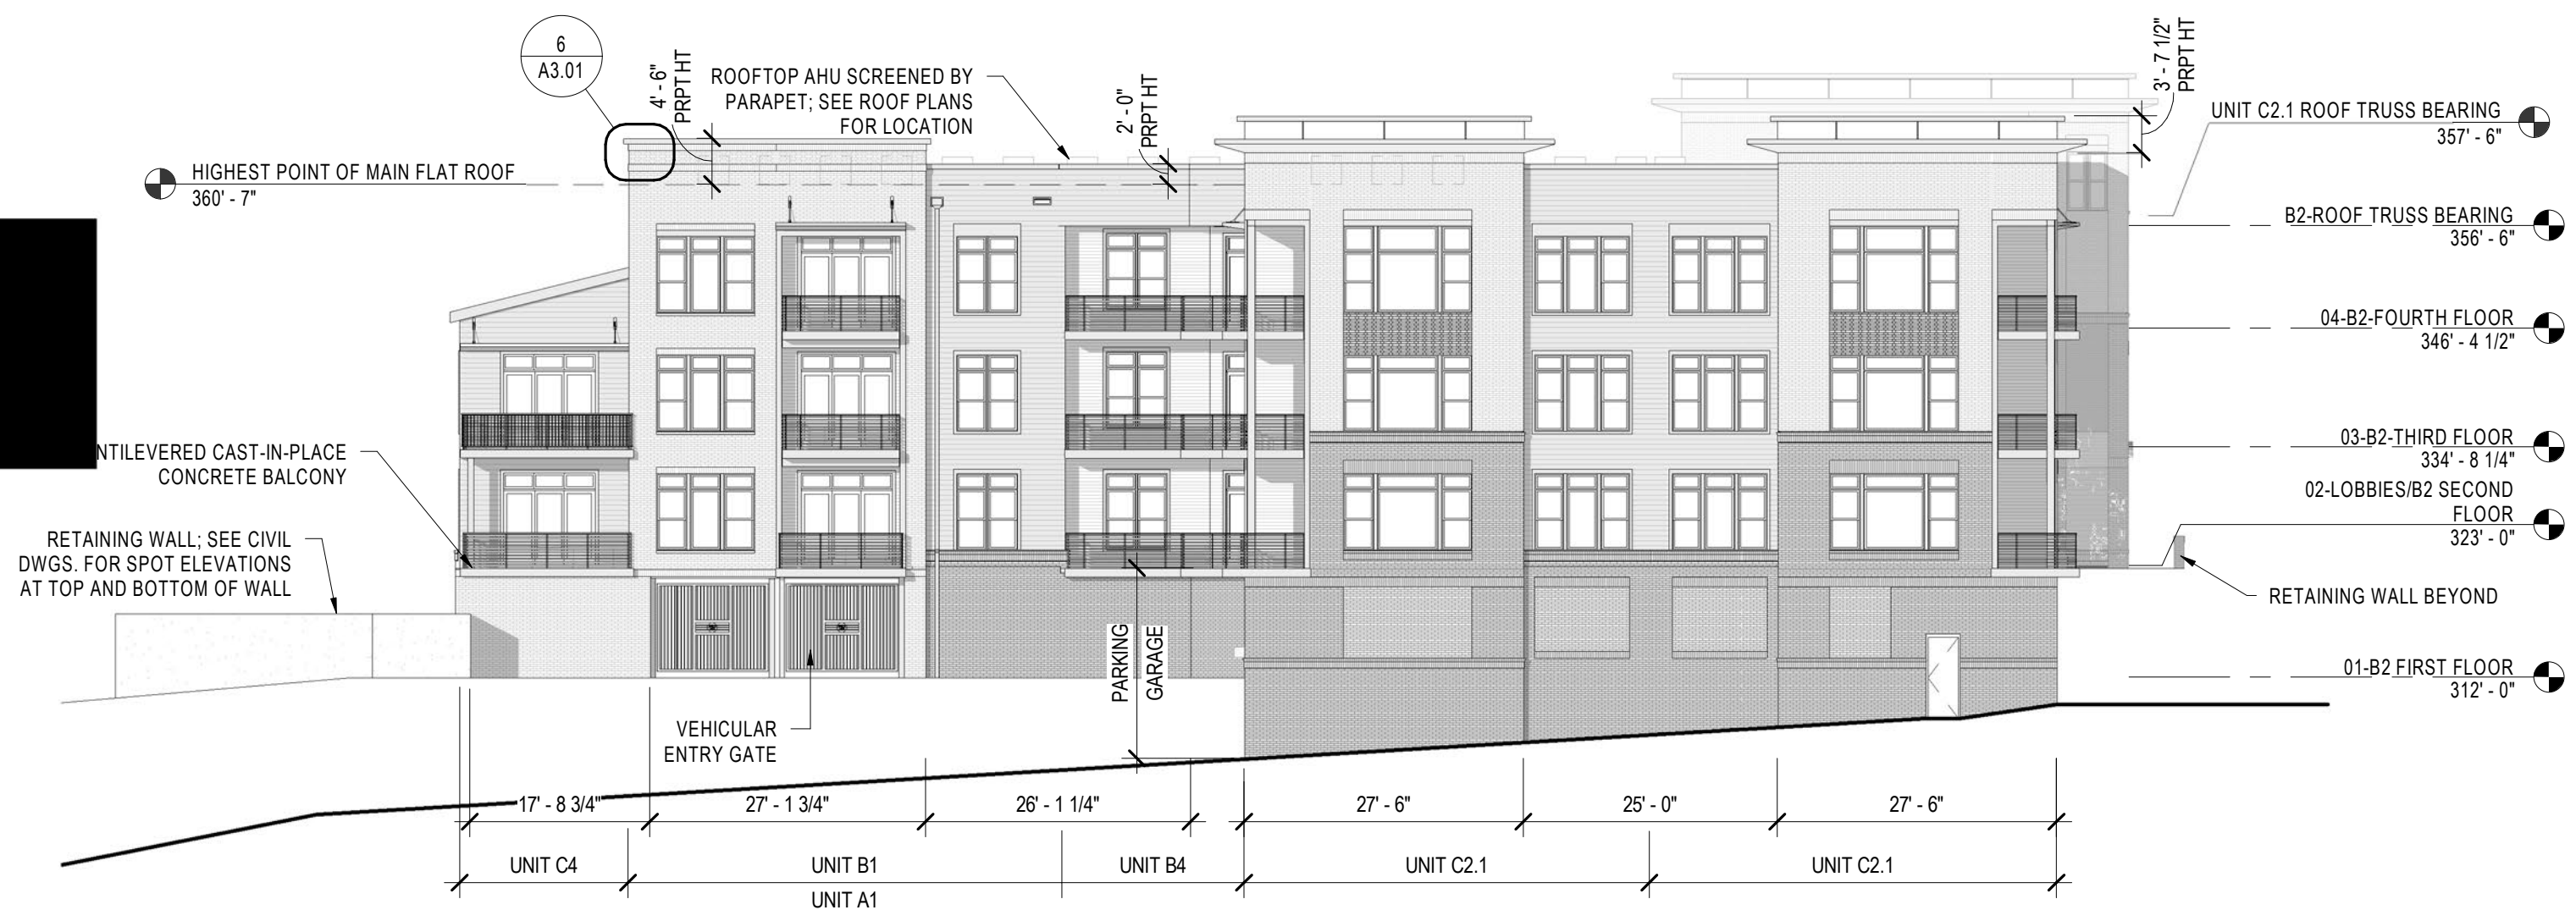 6
A3.01
4' - 6"
PRPT HT
ROOFTOP AHU SCREENED BY
PARAPET; SEE ROOF PLANS
FOR LOCATION
2' - 0"
PRPT HT
3' - 7 1/2"
PRPT HT
UNIT C2.1 ROOF TRUSS BEARING
357' - 6"
HIGHEST POINT OF MAIN FLAT ROOF
360' - 7"
B2-ROOF TRUSS BEARING
356' - 6"
04-B2-FOURTH FLOOR
346' - 4 1/2"
03-B2-THIRD FLOOR
334' - 8 1/4"
02-LOBBIES/B2 SECOND
FLOOR
323' - 0"
NTILEVERED CAST-IN-PLACE
CONCRETE BALCONY
RETAINING WALL; SEE CIVIL
DWGS. FOR SPOT ELEVATIONS
AT TOP AND BOTTOM OF WALL
RETAINING WALL BEYOND
PARKING
GARAGE
01-B2 FIRST FLOOR
312' - 0"
VEHICULAR
ENTRY GATE
17' - 8 3/4"
27' - 1 3/4"
26' - 1 1/4"
27' - 6"
25' - 0"
27' - 6"
UNIT C4
UNIT B1
UNIT B4
UNIT C2.1
UNIT C2.1
UNIT A1